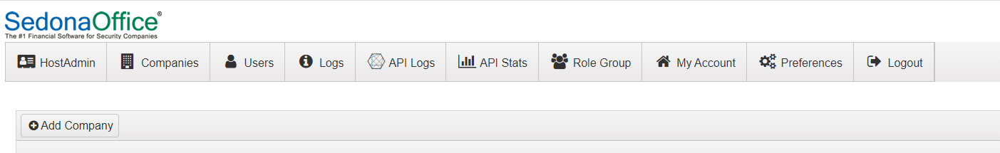 SedonaOffice®
The #1 Financial Software for Security Companies
HostAdmin Companies Users Logs API Logs API Stats Role Group My Account Preferences Logout
Add Company